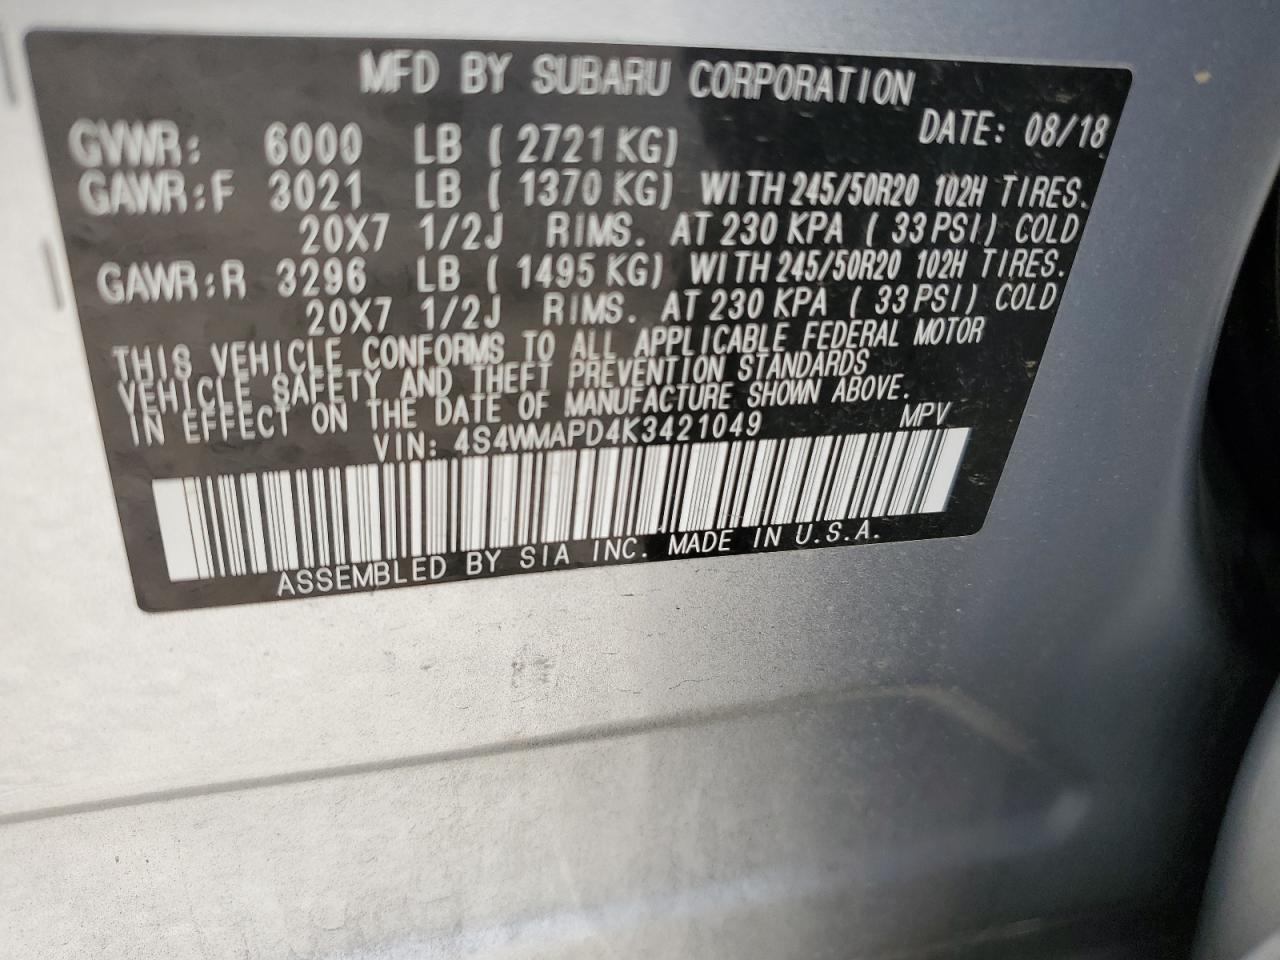 MFD BY SUBARU CORPORATION
DATE: 08/18
GVWR: 6000 LB ( 2721 KG)
GAWR:F 3021 LB ( 1370 KG) WITH 245/50R20 102H TIRES.
20X7 1/2J RIMS. AT 230 KPA ( 33 PSI) COLD
GAWR:R 3296 LB ( 1495 KG) WITH 245/50R20 102H TIRES.
20X7 1/2J RIMS. AT 230 KPA ( 33 PSI) COLD
THIS VEHICLE CONFORMS TO ALL APPLICABLE FEDERAL MOTOR
VEHICLE SAFETY AND THEFT PREVENTION STANDARDS
IN EFFECT ON THE DATE OF MANUFACTURE SHOWN ABOVE.
VIN: 4S4WMAPD4K3421049 MPV
ASSEMBLED BY SIA INC. MADE IN U.S.A.